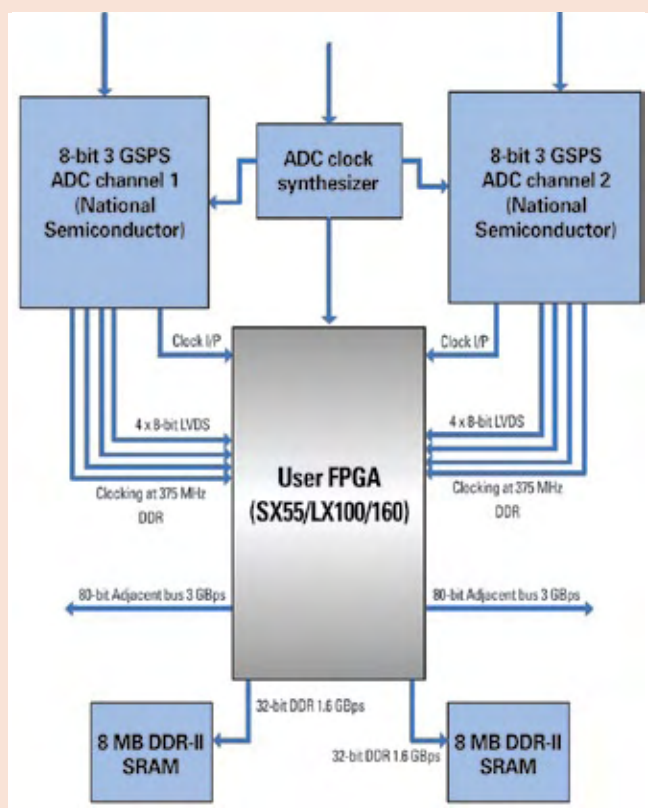 8-bit 3 GSPS
ADC channel 1
(National
Semiconductor)
ADC clock
synthesizer
8-bit 3 GSPS
ADC channel 2
(National
Semiconductor)
Clock I/P
Clock I/P
4 x 8-bit LVDS
4 x 8-bit LVDS
User FPGA
(SX55/LX100/160)
Clocking at 375 MHz
DDR
Clocking at 375 MHz
DDR
80-bit Adjacent bus 3 GBps
80-bit Adjacent bus 3 GBps
32-bit DDR 1.6 GBps
32-bit DDR 1.6 GBps
8 MB DDR-II
SRAM
8 MB DDR-II
SRAM